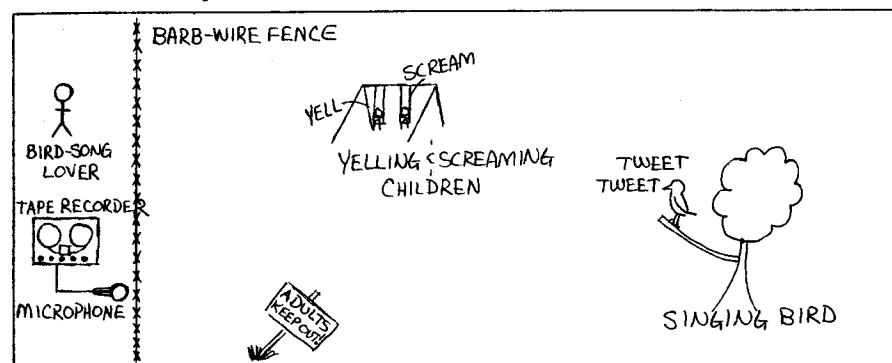 BARB-WIRE FENCE
SCREAM
YELL
BIRD-SONG
LOVER
YELLING & SCREAMING
CHILDREN
TWEET
TWEET
TAPE RECORDER
MICROPHONE
ADULTS
KEEP OUT!
SINGING BIRD